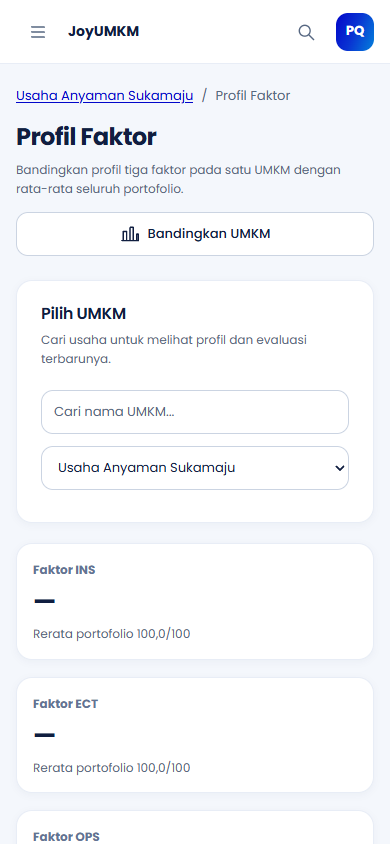 JoyUMKM
PQ
Usaha Anyaman Sukamaju / Profil Faktor
Profil Faktor
Bandingkan profil tiga faktor pada satu UMKM dengan
rata-rata seluruh portofolio.
Bandingkan UMKM
Pilih UMKM
Cari usaha untuk melihat profil dan evaluasi
terbarunya.
Cari nama UMKM...
Usaha Anyaman Sukamaju
Faktor INS
—
Rerata portofolio 100,0/100
Faktor ECT
—
Rerata portofolio 100,0/100
Faktor OPS